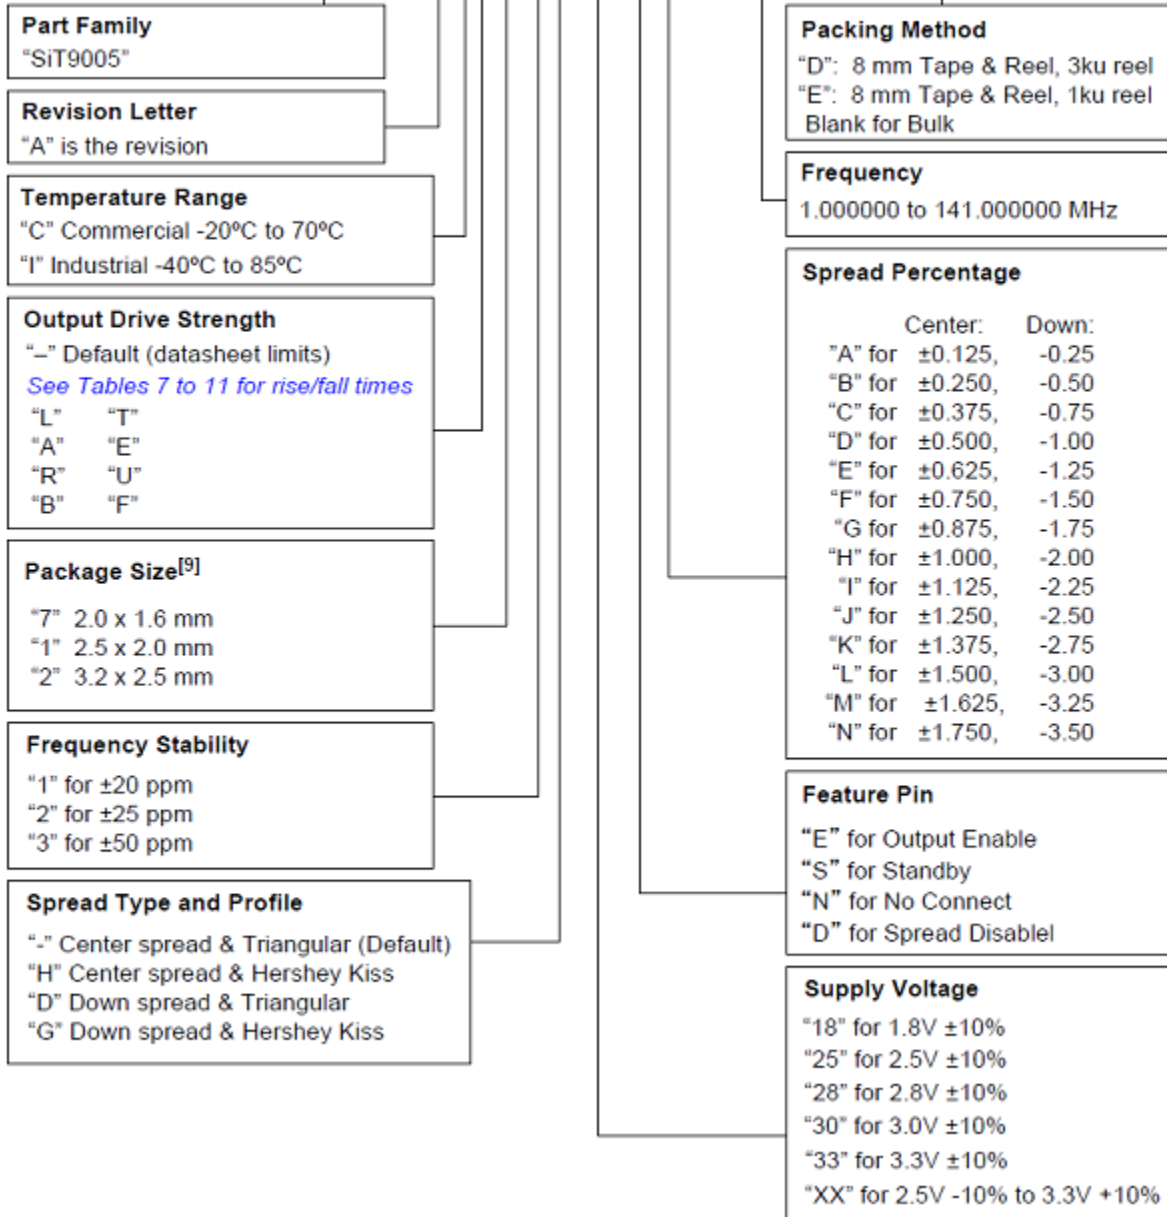 Part Family
“SiT9005”
Revision Letter
“A” is the revision
Temperature Range
“C” Commercial -20ºC to 70ºC
“I” Industrial -40ºC to 85ºC
Output Drive Strength
“–” Default (datasheet limits)
See Tables 7 to 11 for rise/fall times
“L” “T”
“A” “E”
“R” “U”
“B” “F”
Package Size[9]
“7” 2.0 x 1.6 mm
“1” 2.5 x 2.0 mm
“2” 3.2 x 2.5 mm
Frequency Stability
“1” for ±20 ppm
“2” for ±25 ppm
“3” for ±50 ppm
Spread Type and Profile
“-” Center spread & Triangular (Default)
“H” Center spread & Hershey Kiss
“D” Down spread & Triangular
“G” Down spread & Hershey Kiss
Packing Method
“D”: 8 mm Tape & Reel, 3ku reel
“E”: 8 mm Tape & Reel, 1ku reel
Blank for Bulk
Frequency
1.000000 to 141.000000 MHz
Spread Percentage
Center: Down:
”A” for ±0.125, -0.25
“B” for ±0.250, -0.50
“C” for ±0.375, -0.75
“D” for ±0.500, -1.00
“E” for ±0.625, -1.25
“F” for ±0.750, -1.50
“G for ±0.875, -1.75
“H” for ±1.000, -2.00
“I” for ±1.125, -2.25
“J” for ±1.250, -2.50
“K” for ±1.375, -2.75
“L” for ±1.500, -3.00
“M” for ±1.625, -3.25
“N” for ±1.750, -3.50
Feature Pin
“E” for Output Enable
“S” for Standby
“N” for No Connect
“D” for Spread Disablel
Supply Voltage
“18” for 1.8V ±10%
“25” for 2.5V ±10%
“28” for 2.8V ±10%
“30” for 3.0V ±10%
“33” for 3.3V ±10%
“XX” for 2.5V -10% to 3.3V +10%